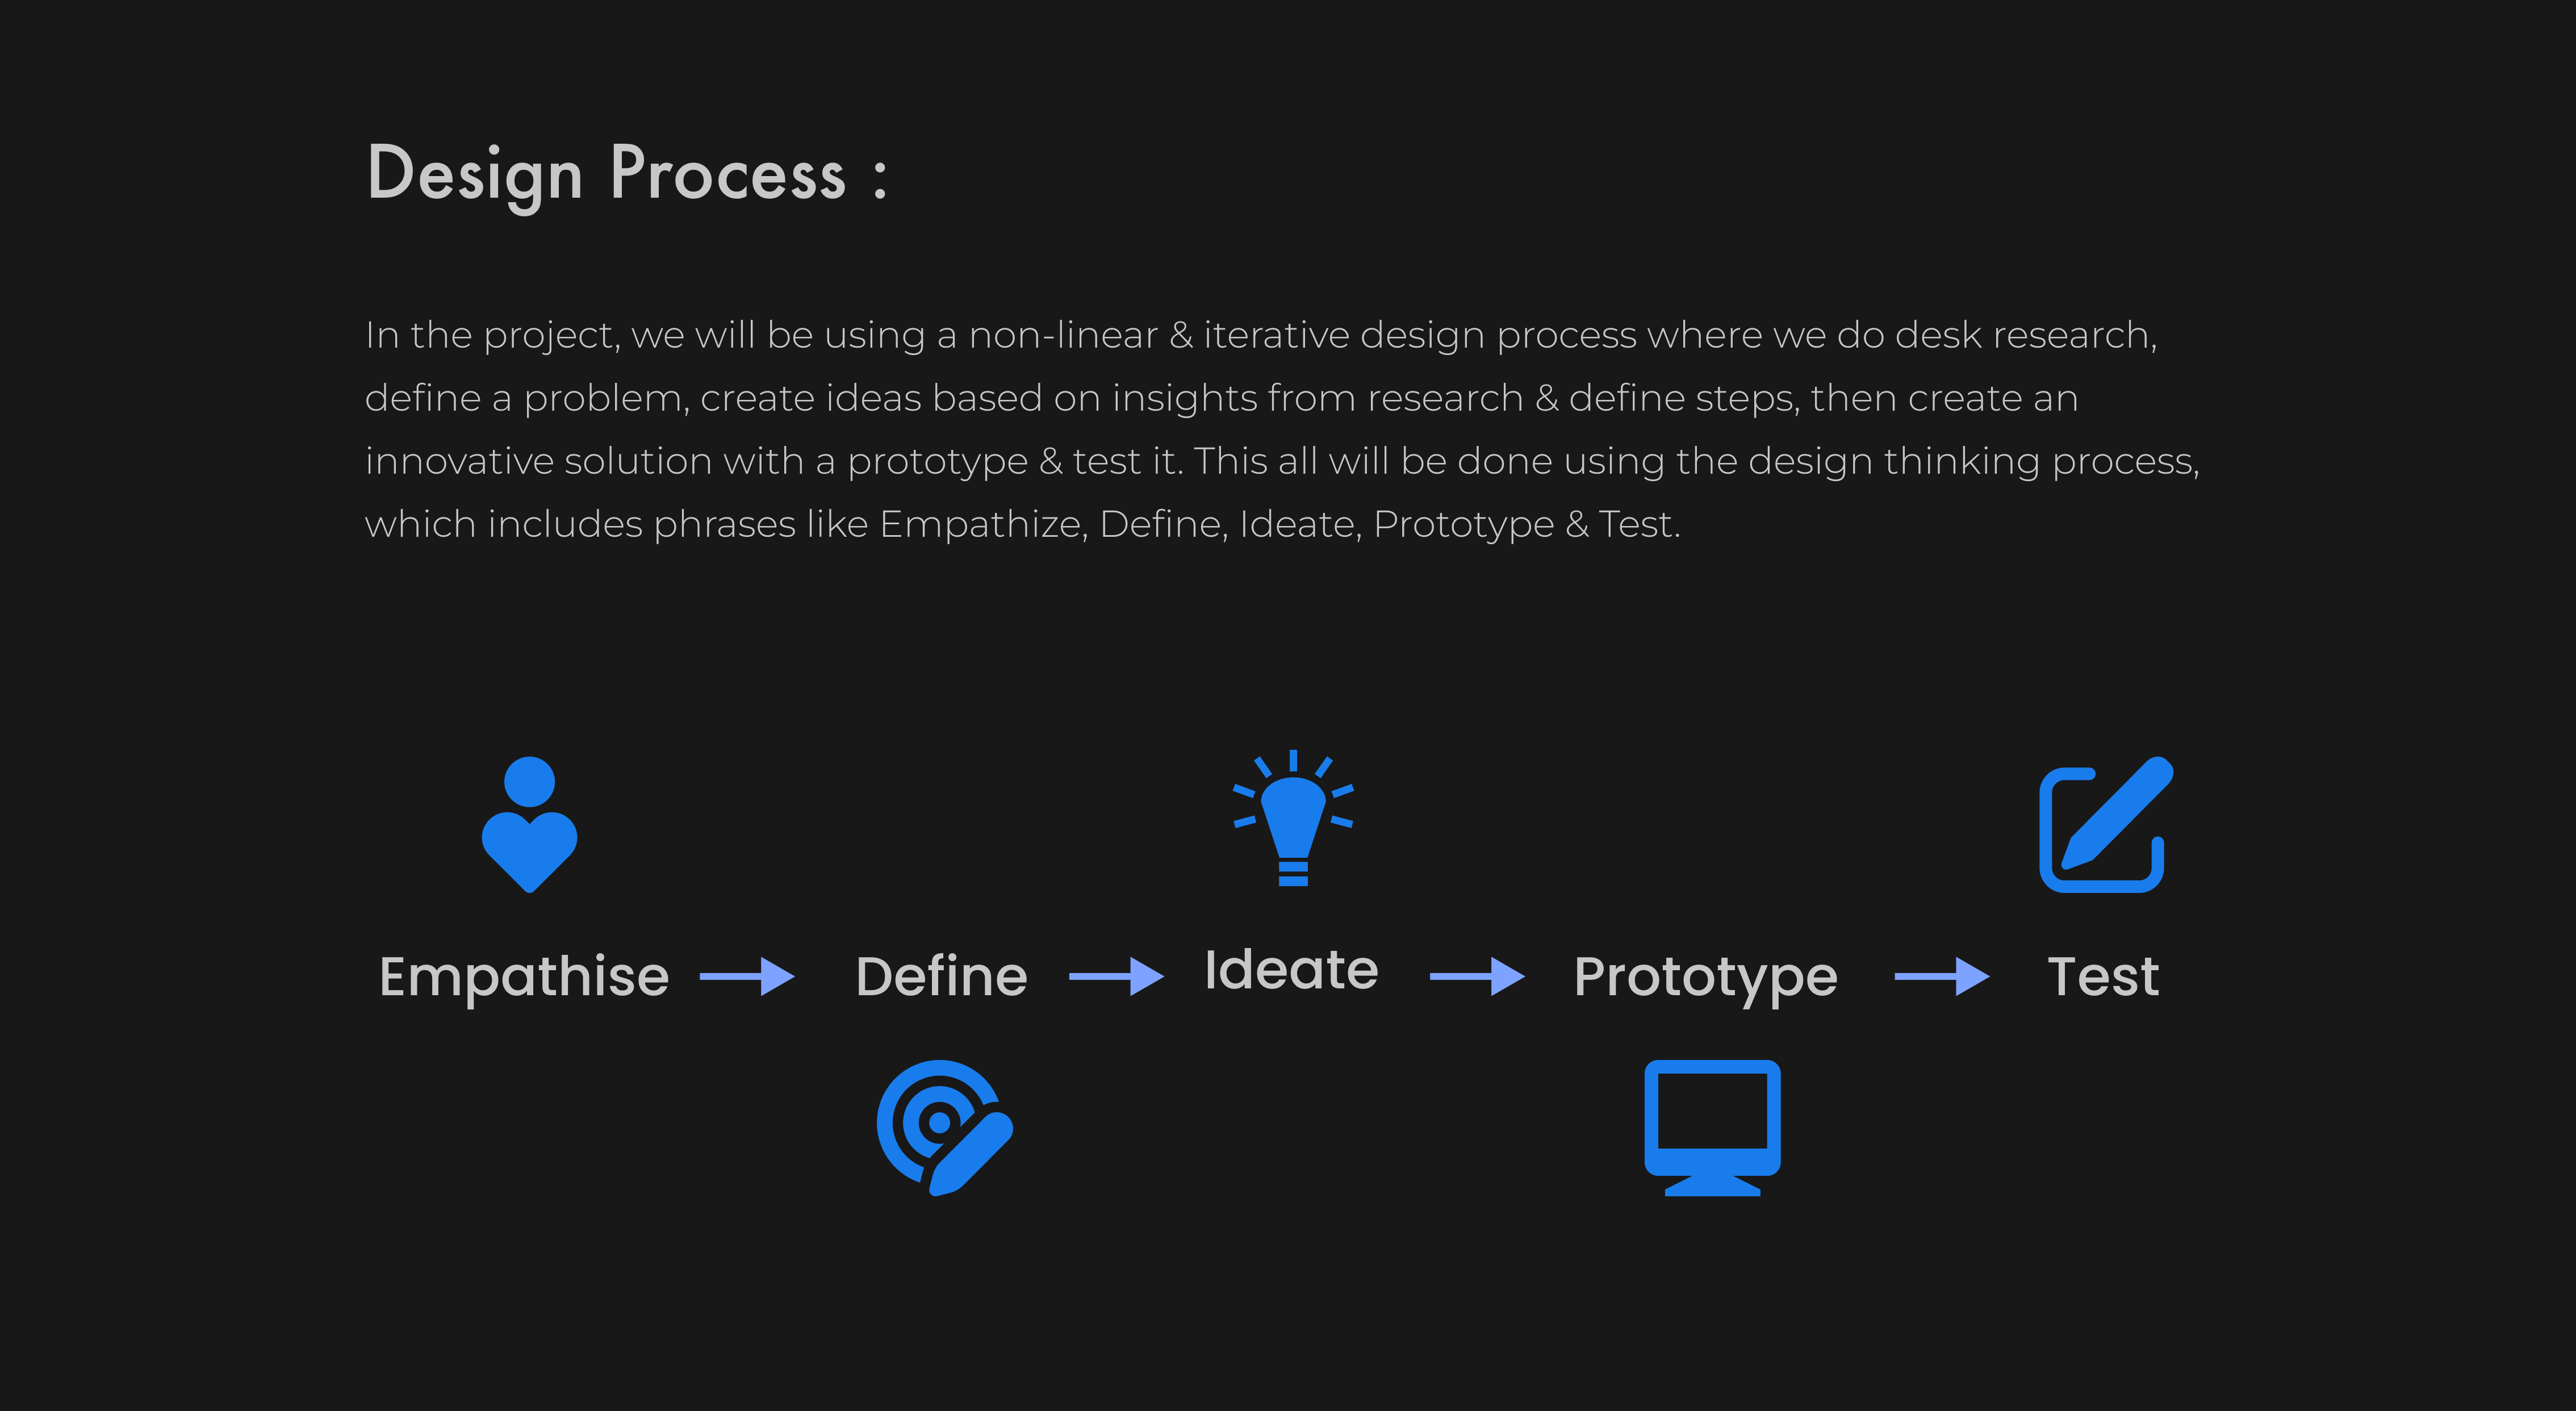 Design Process :
In the project, we will be using a non-linear & iterative design process where we do desk research,
define a problem, create ideas based on insights from research & define steps, then create an
innovative solution with a prototype & test it. This all will be done using the design thinking process,
which includes phrases like Empathize, Define, Ideate, Prototype & Test.
Empathise
Define
Ideate
Prototype
Test